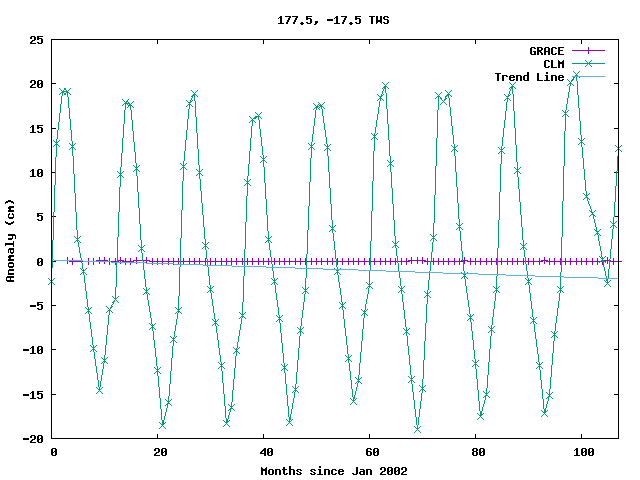 177.5, -17.5 TWS
GRACE
CLM
Trend Line
25
20
15
10
5
0
-5
-10
-15
-20
Anomaly (cm)
0 20 40 60 80 100
Months since Jan 2002